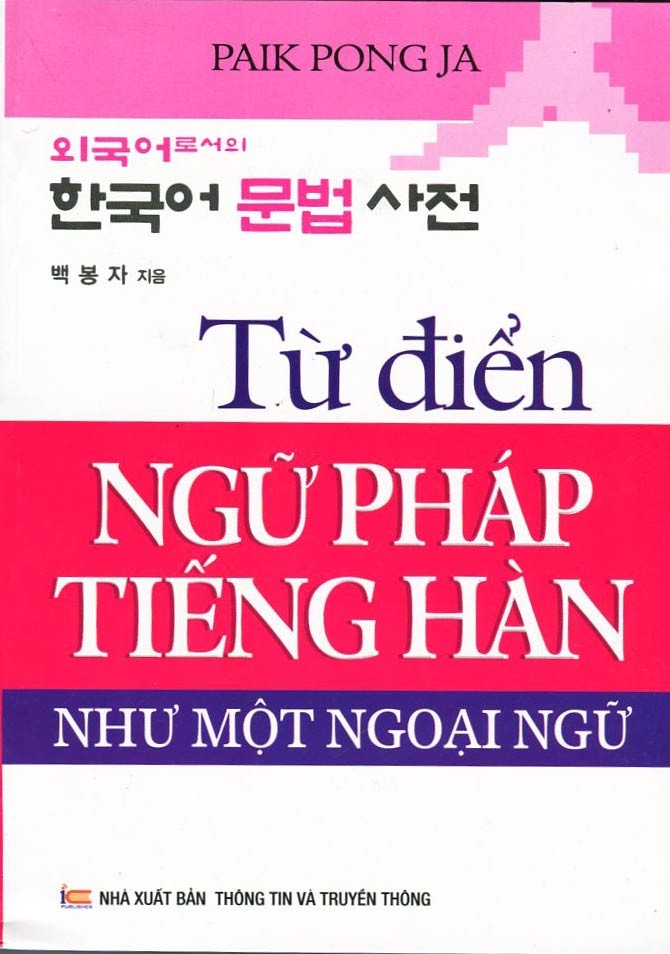 PAIK PONG JA
외국어로서의
한국어 문법 사전
백봉자 지음
Từ điển
NGỮ PHÁP
TIẾNG HÀN
NHƯ MỘT NGOẠI NGỮ
NHÀ XUẤT BẢN THÔNG TIN VÀ TRUYỀN THÔNG